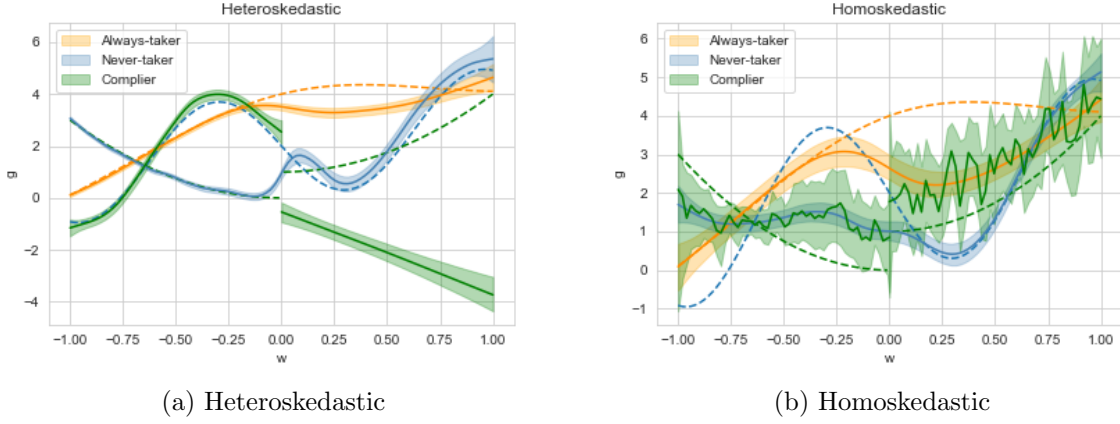 Heteroskedastic
6
4
2
0
−2
−4
g
Always-taker
Never-taker
Complier
−1.00 −0.75 −0.50 −0.25 0.00 0.25 0.50 0.75 1.00
w
(a) Heteroskedastic
Homoskedastic
6
5
4
3
2
1
0
−1
g
Always-taker
Never-taker
Complier
−1.00 −0.75 −0.50 −0.25 0.00 0.25 0.50 0.75 1.00
w
(b) Homoskedastic